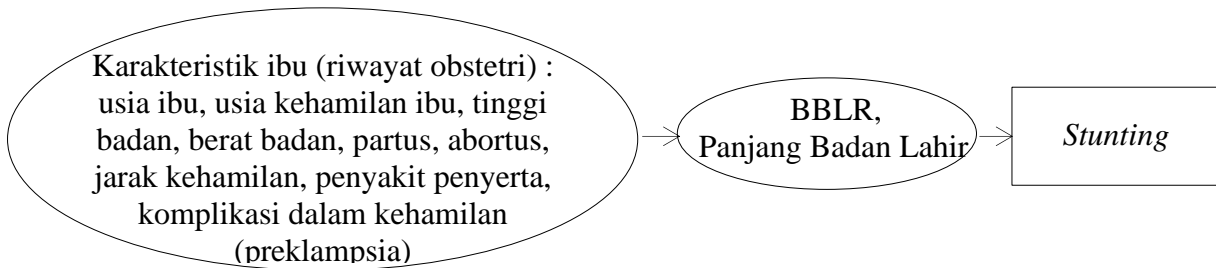 Karakteristik ibu (riwayat obstetri) :
usia ibu, usia kehamilan ibu, tinggi
badan, berat badan, partus, abortus,
jarak kehamilan, penyakit penyerta,
komplikasi dalam kehamilan
(preklampsia)
BBLR,
Panjang Badan Lahir
Stunting